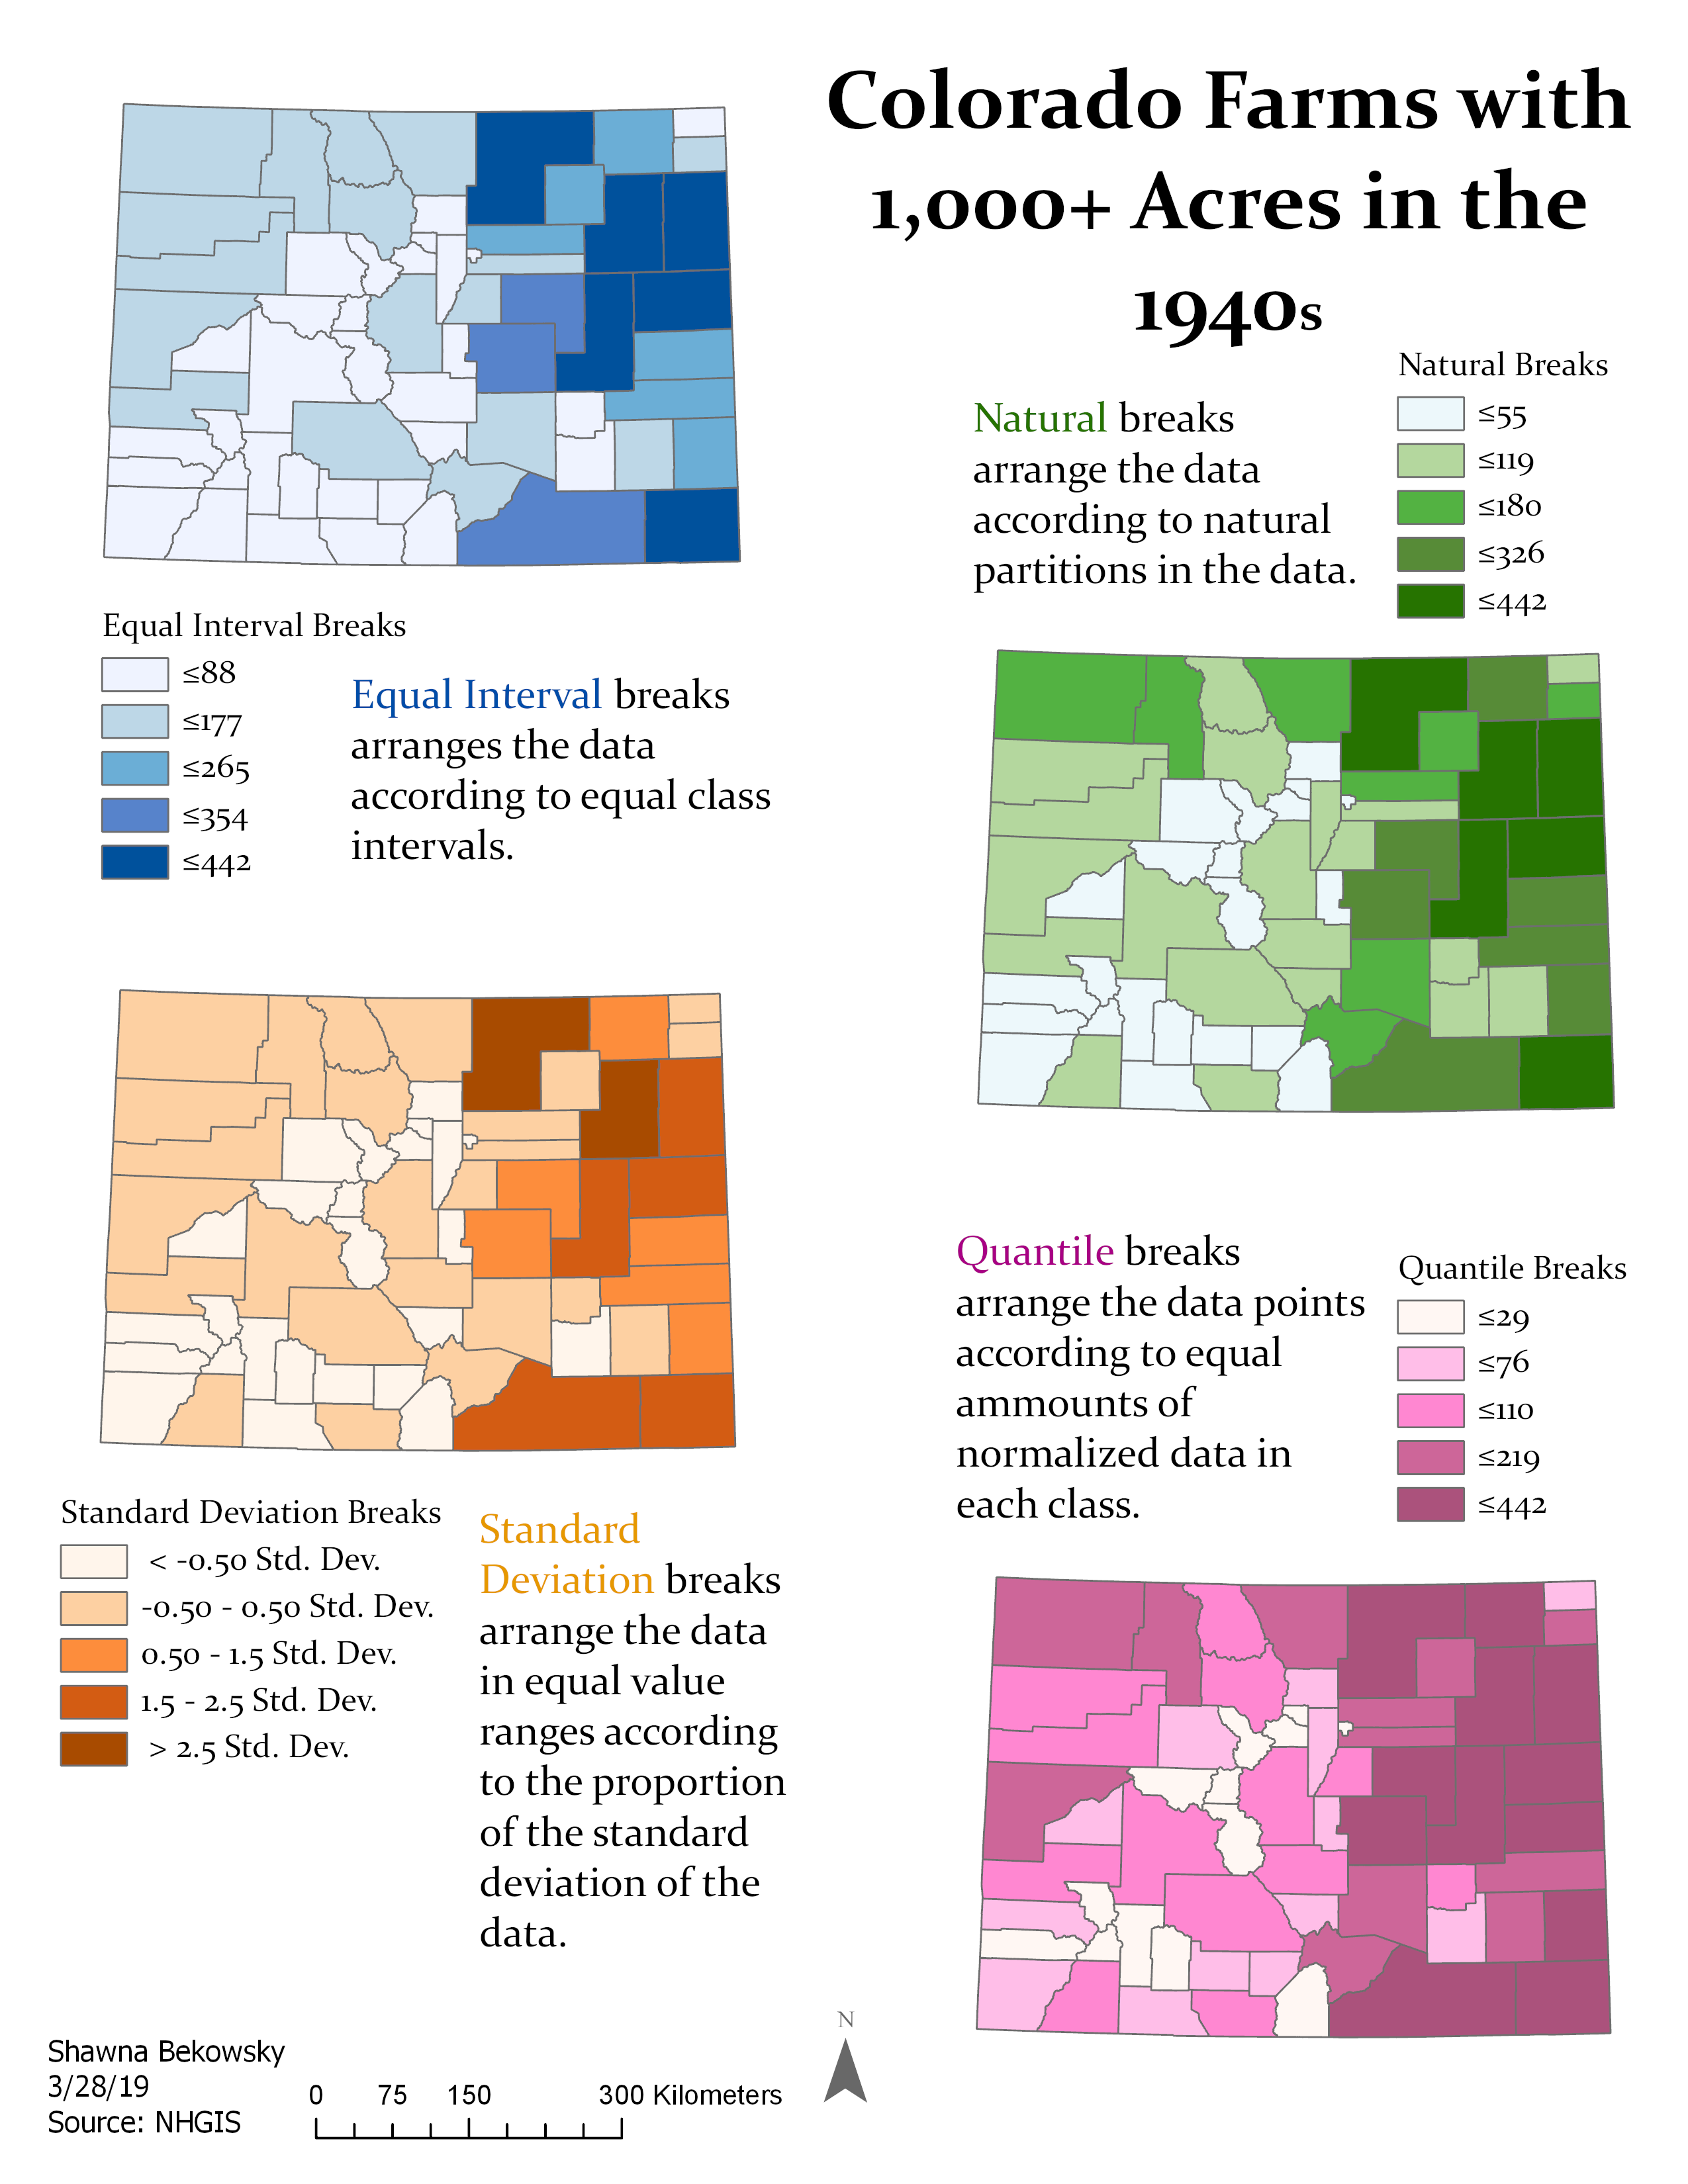 Colorado Farms with
1,000+ Acres in the
1940s
Natural Breaks
≤55
≤119
≤180
≤326
≤442
Natural breaks
arrange the data
according to natural
partitions in the data.
Equal Interval Breaks
≤88
≤177
≤265
≤354
≤442
Equal Interval breaks
arranges the data
according to equal class
intervals.
Quantile breaks
arrange the data points
according to equal
ammounts of
normalized data in
each class.
Quantile Breaks
≤29
≤76
≤110
≤219
≤442
Standard Deviation Breaks
< -0.50 Std. Dev.
-0.50 - 0.50 Std. Dev.
0.50 - 1.5 Std. Dev.
1.5 - 2.5 Std. Dev.
> 2.5 Std. Dev.
Standard
Deviation breaks
arrange the data
in equal value
ranges according
to the proportion
of the standard
deviation of the
data.
Shawna Bekowsky
3/28/19
Source: NHGIS
0 75 150 300 Kilometers
N